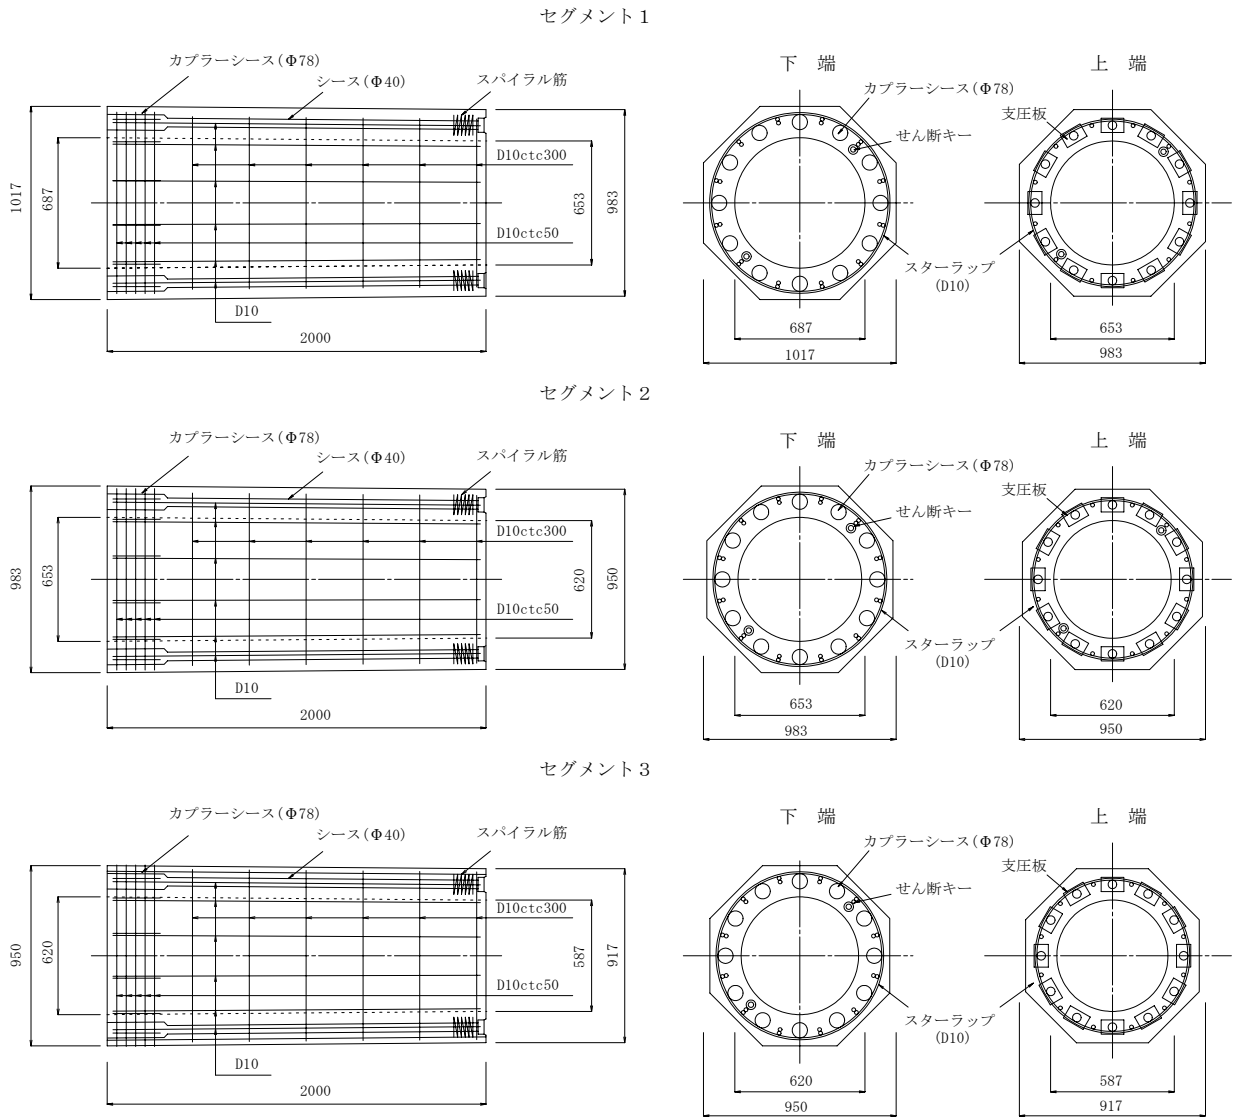 セグメント１
カプラーシース(Φ78)
シース(Φ40)
スパイラル筋
D10ctc300
D10ctc50
D10
1017
687
653
983
2000
下　端
カプラーシース(Φ78)
せん断キー
スターラップ
(D10)
687
1017
上　端
支圧板
653
983
セグメント２
カプラーシース(Φ78)
シース(Φ40)
スパイラル筋
D10ctc300
D10ctc50
D10
983
653
620
950
2000
下　端
カプラーシース(Φ78)
せん断キー
スターラップ
(D10)
653
983
上　端
支圧板
620
950
セグメント３
カプラーシース(Φ78)
シース(Φ40)
スパイラル筋
D10ctc300
D10ctc50
D10
950
620
587
917
2000
下　端
カプラーシース(Φ78)
せん断キー
スターラップ
(D10)
620
950
上　端
支圧板
587
917